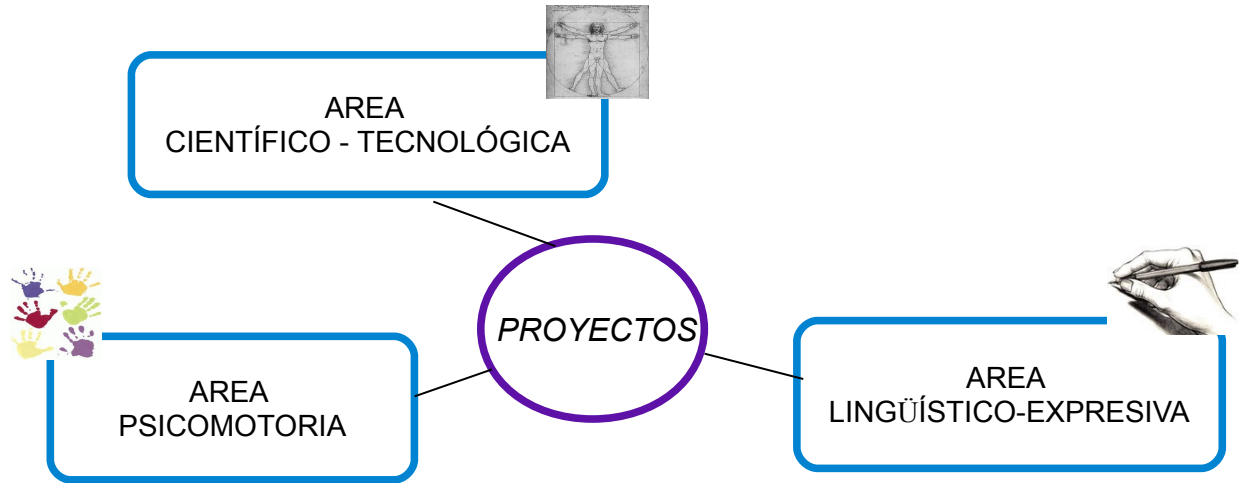 AREA
CIENTÍFICO - TECNOLÓGICA
PROYECTOS
AREA
PSICOMOTORIA
AREA
LINGÜÍSTICO-EXPRESIVA